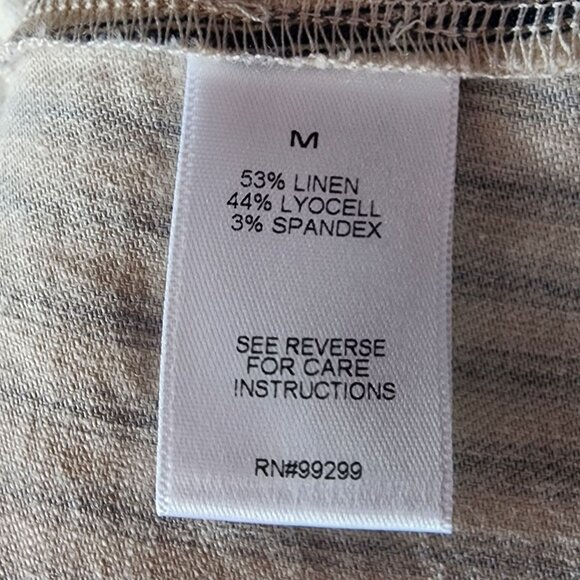 M
53% LINEN
44% LYOCELL
3% SPANDEX
SEE REVERSE
FOR CARE
INSTRUCTIONS
RN#99299